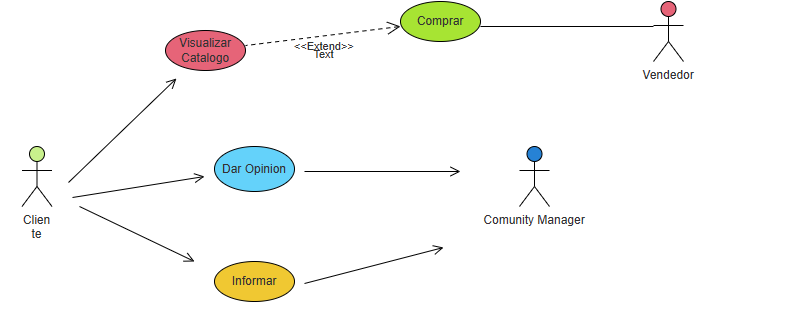 Comprar
Visualizar
Catalogo
<<Extend>>
Text
Vendedor
Dar Opinion
Clien
te
Comunity Manager
Informar